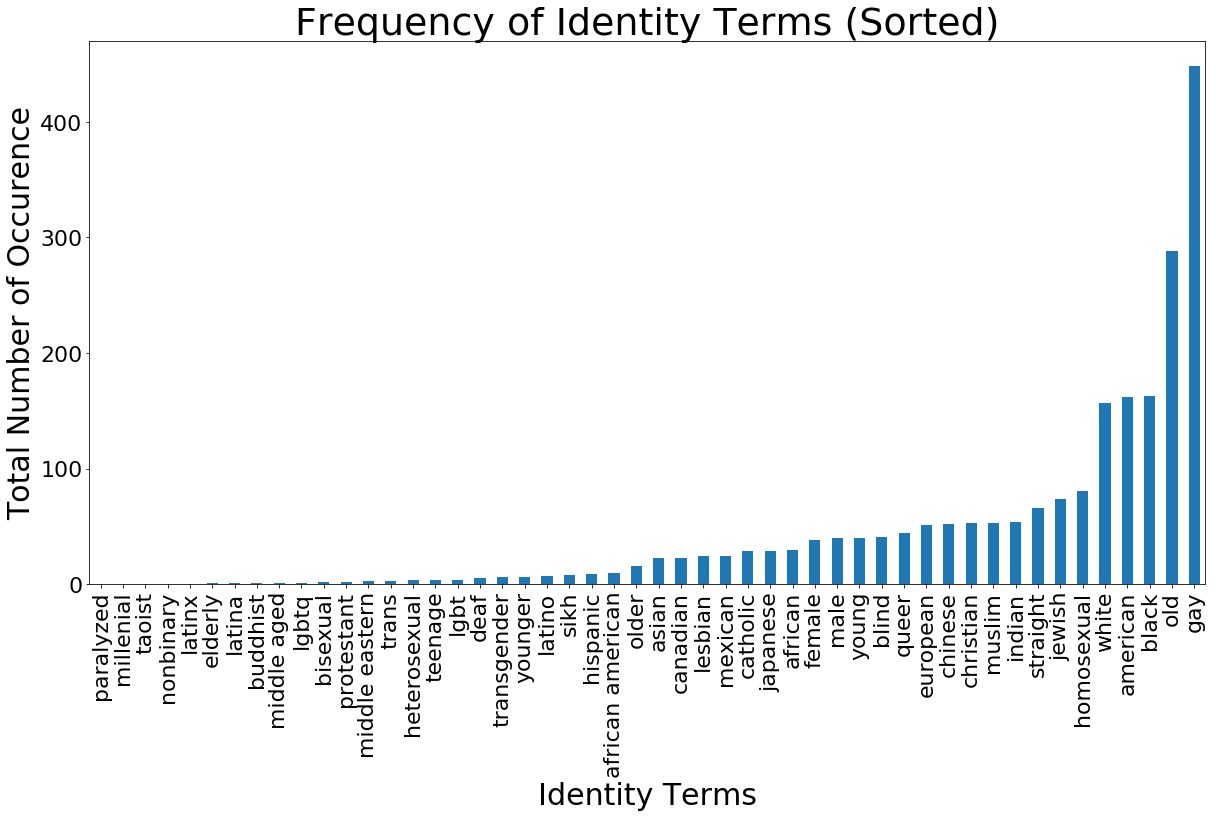 Frequency of Identity Terms (Sorted)
Total Number of Occurence
400
300
200
100
0
paralyzed
millenial
taoist
nonbinary
latinx
elderly
latina
buddhist
middle aged
lgbtq
bisexual
protestant
middle eastern
trans
heterosexual
teenage
lgbt
deaf
transgender
younger
latino
sikh
hispanic
african american
older
asian
canadian
lesbian
mexican
catholic
japanese
african
female
male
young
blind
queer
european
chinese
christian
muslim
indian
straight
jewish
homosexual
white
american
black
old
gay
Identity Terms